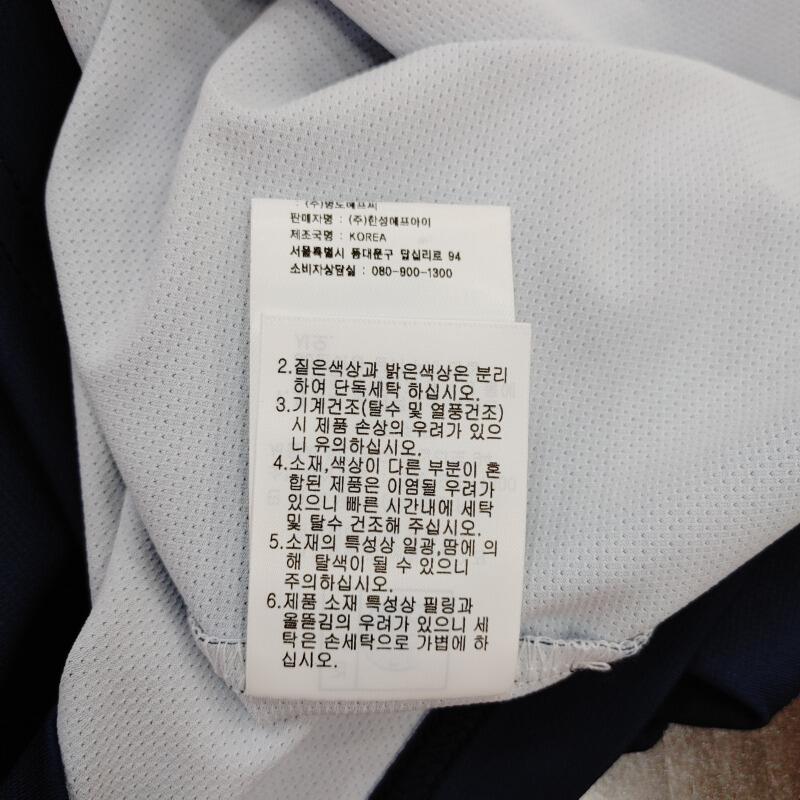 판매자명 : (주)한성에프아이
제조국명 : KOREA
서울특별시 동대문구 답십리로 94
소비자상담실 : 080-900-1300
2.짙은색상과 밝은색상은 분리
하여 단독세탁 하십시오.
3.기계건조(탈수 및 열풍건조)
시 제품 손상의 우려가 있으
니 유의하십시오.
4.소재,색상이 다른 부분이 혼
합된 제품은 이염될 우려가
있으니 빠른 시간내에 세탁
및 탈수 건조해 주십시오.
5.소재의 특성상 일광,땀에 의
해 탈색이 될 수 있으니
주의하십시오.
6.제품 소재 특성상 필링과
올뜯김의 우려가 있으니 세
탁은 손세탁으로 가볍에 하
십시오.